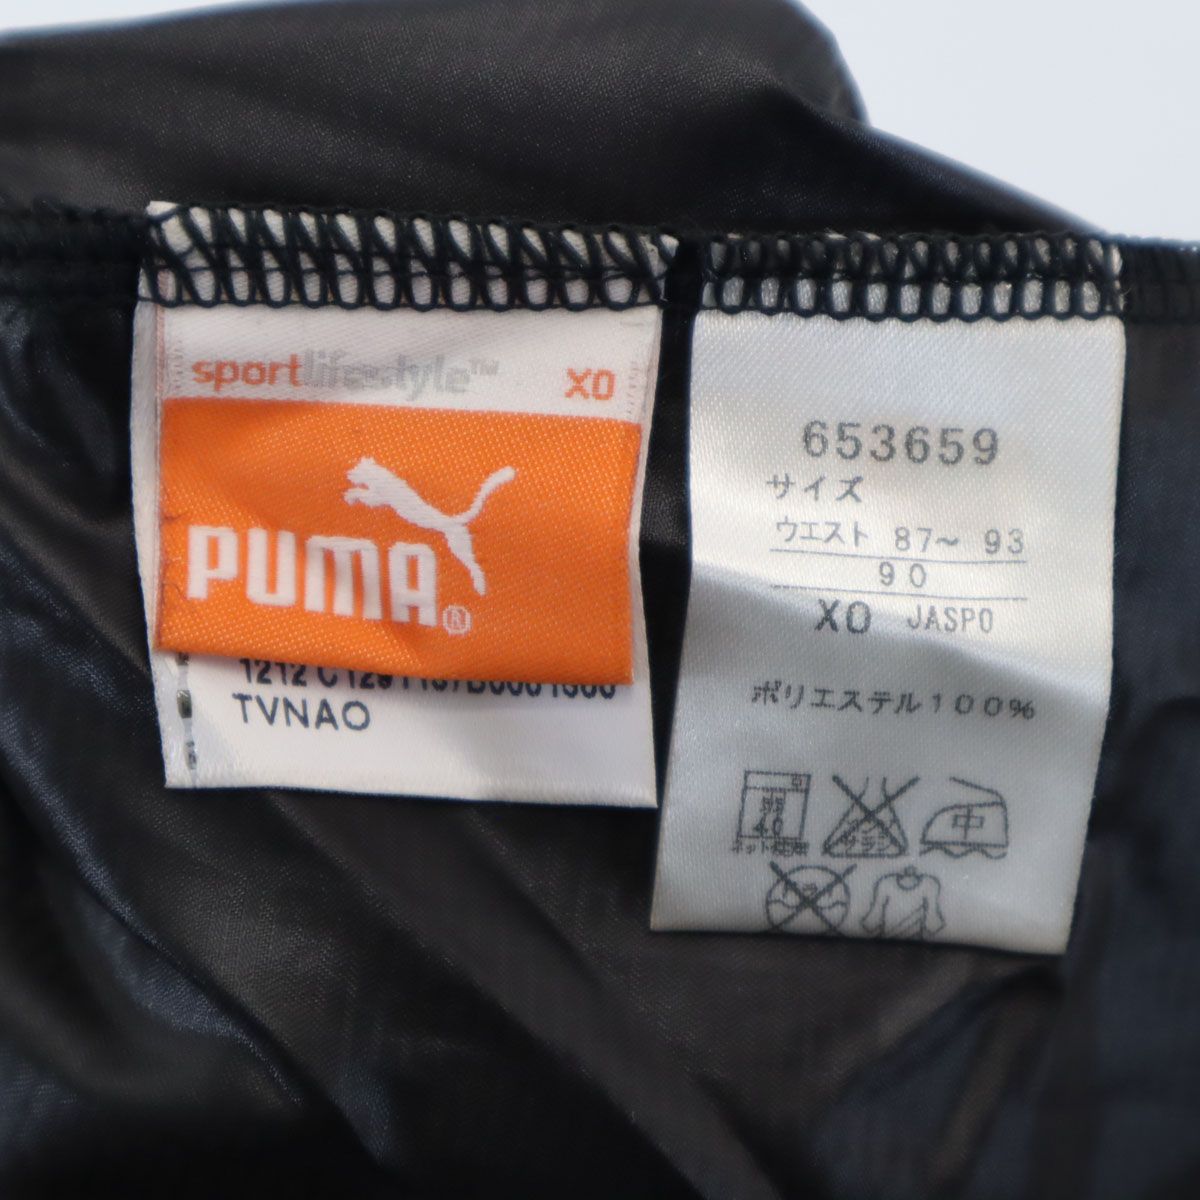 sportlifestyle™ XO
PUMA®
TVNAO
653659
サイズ
ウエスト 87～ 93
90
XO JASPO
ポリエステル100%
40
中